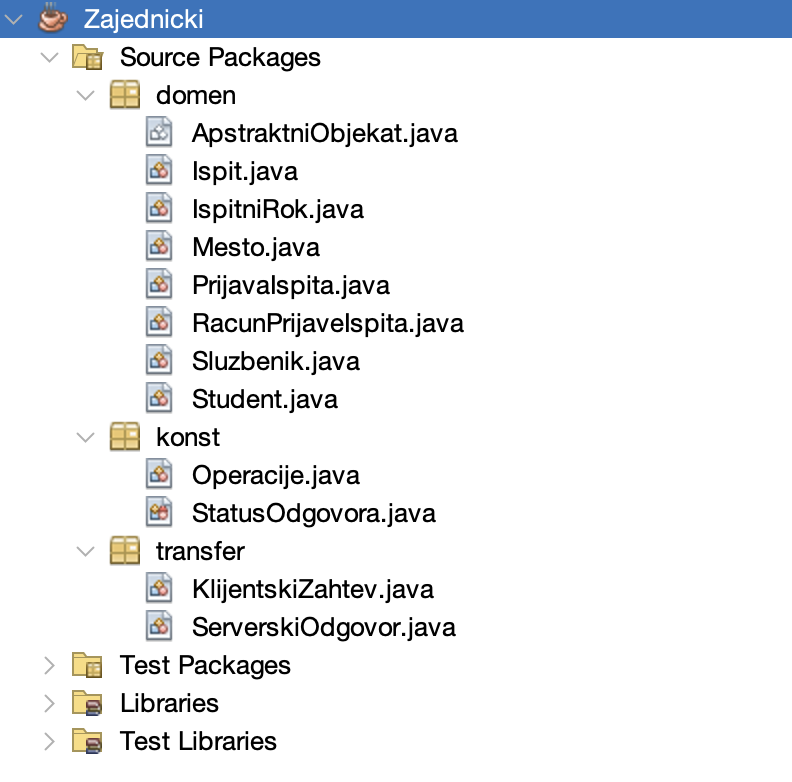 Zajednicki
Source Packages
domen
ApstraktniObjekat.java
Ispit.java
IspitniRok.java
Mesto.java
PrijavaIspita.java
RacunPrijaveIspita.java
Sluzbenik.java
Student.java
konst
Operacije.java
StatusOdgovora.java
transfer
KlijentskiZahtev.java
ServerskiOdgovor.java
Test Packages
Libraries
Test Libraries